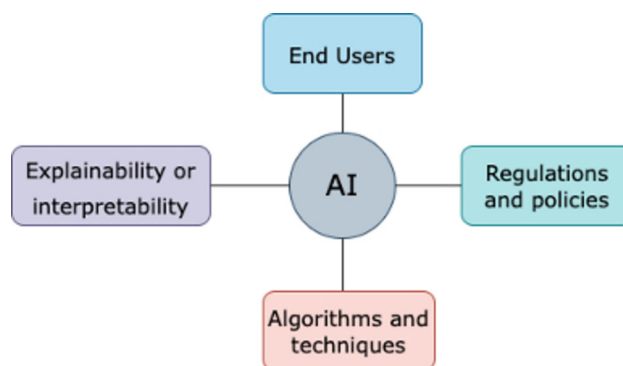 End Users
Explainability or
interpretability
AI
Regulations
and policies
Algorithms and
techniques